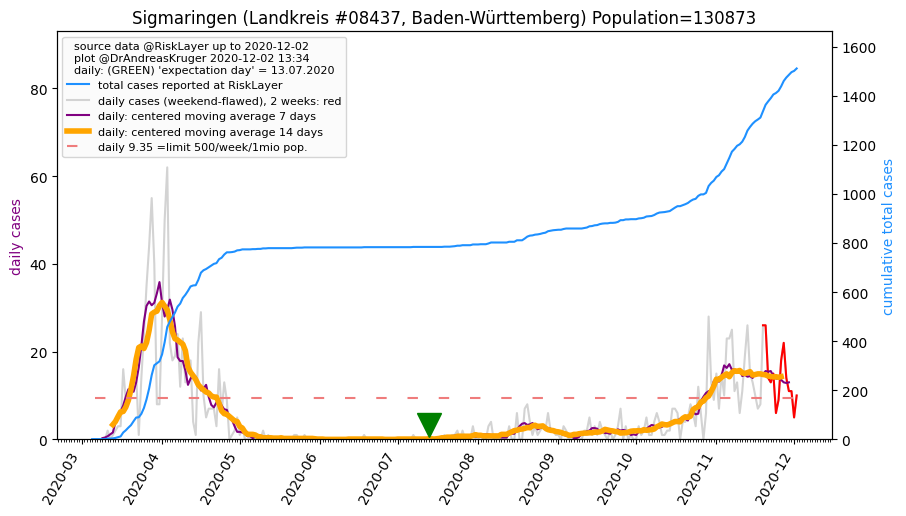 Sigmaringen (Landkreis #08437, Baden-Württemberg) Population=130873
source data @RiskLayer up to 2020-12-02
plot @DrAndreasKruger 2020-12-02 13:34
daily: (GREEN) 'expectation day' = 13.07.2020
total cases reported at RiskLayer
daily cases (weekend-flawed), 2 weeks: red
daily: centered moving average 7 days
daily: centered moving average 14 days
daily 9.35 =limit 500/week/1mio pop.
daily cases
80
60
40
20
0
cumulative total cases
1600
1400
1200
1000
800
600
400
200
0
2020-03
2020-04
2020-05
2020-06
2020-07
2020-08
2020-09
2020-10
2020-11
2020-12